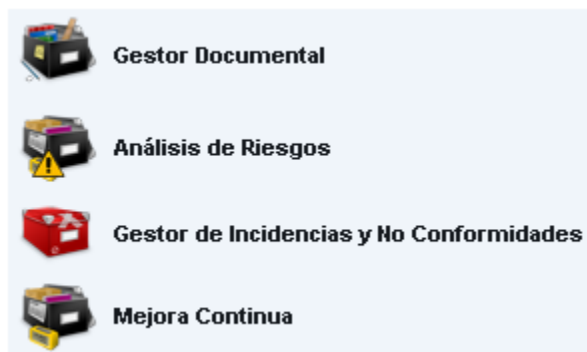 Gestor Documental
Análisis de Riesgos
Gestor de Incidencias y No Conformidades
Mejora Continua